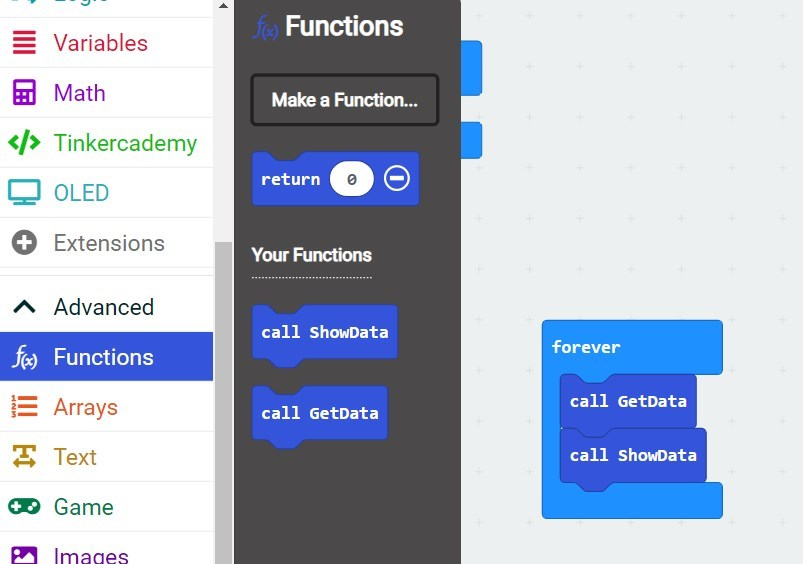 Logic
Variables
Math
Tinkercademy
OLED
Extensions
Advanced
f(x) Functions
Arrays
Text
Game
Images
f(x) Functions
Make a Function...
return 0
Your Functions
call ShowData
call GetData
forever
call GetData
call ShowData